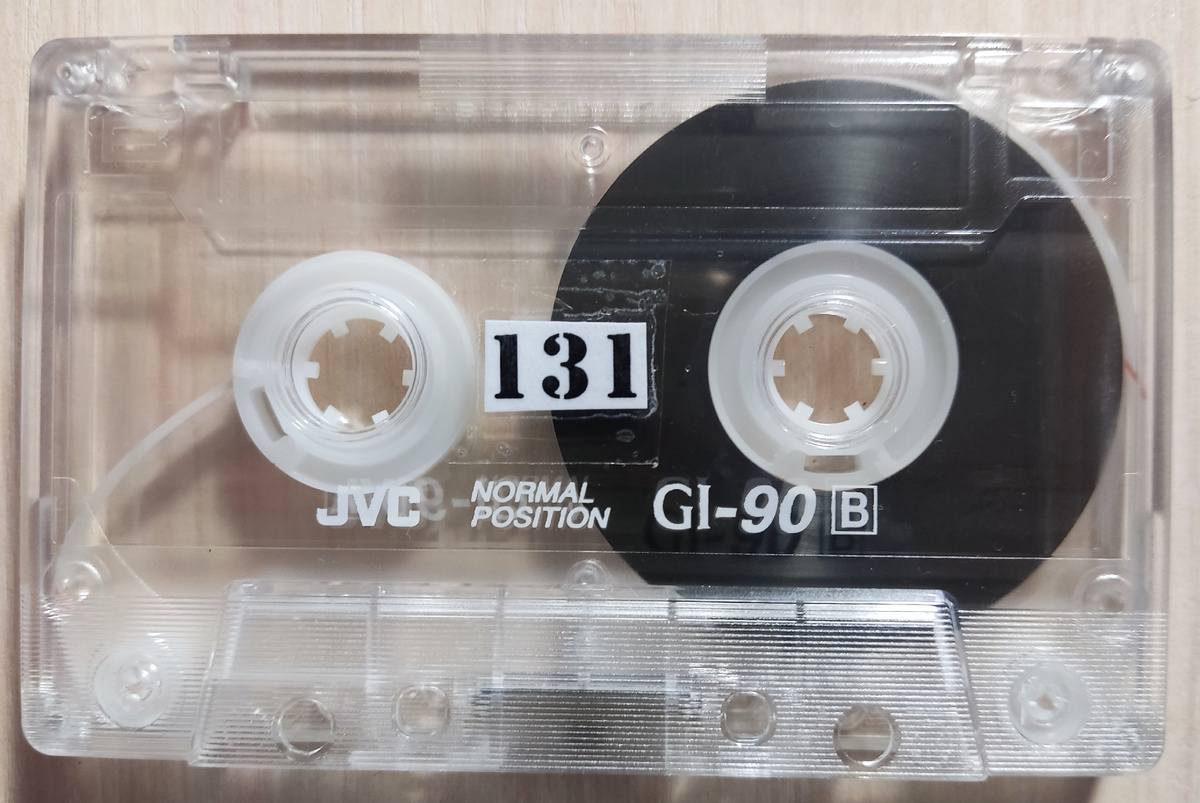 131
JVC NORMAL POSITION GI-90 B